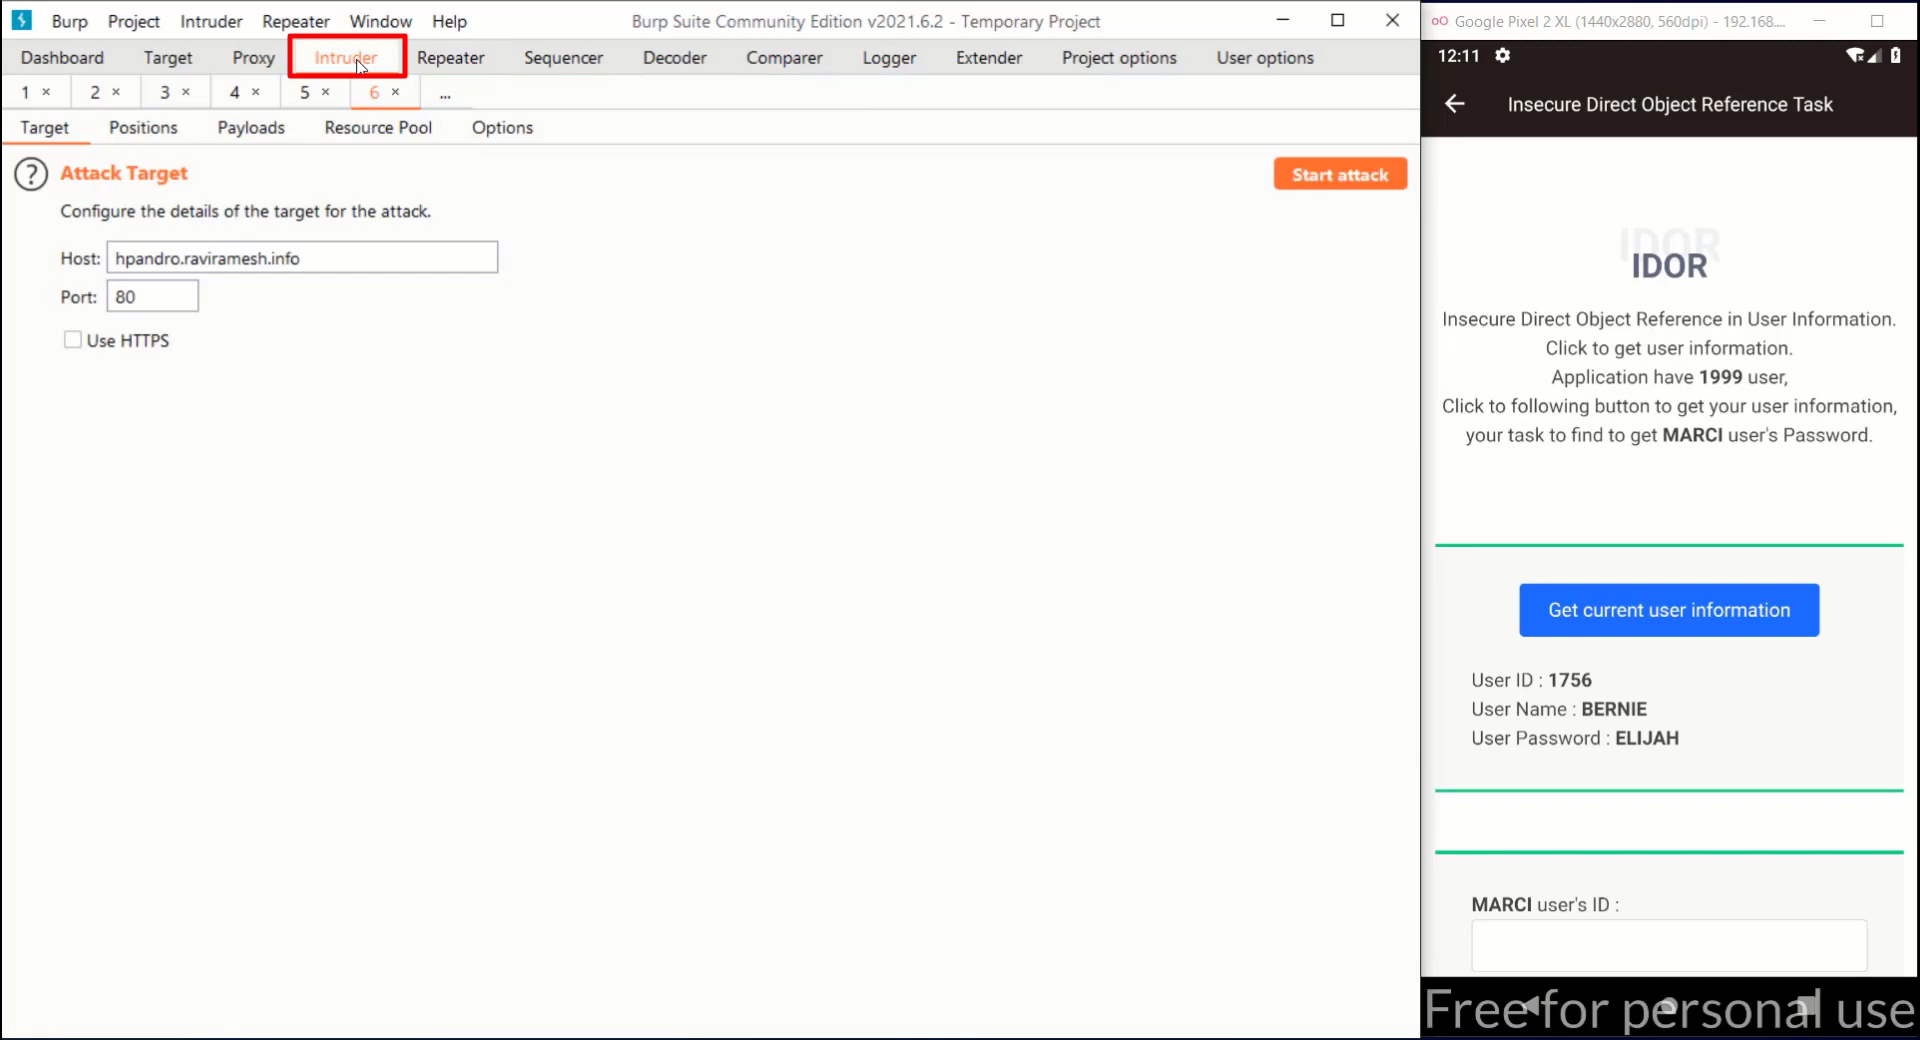 Burp Project Intruder Repeater Window Help Burp Suite Community Edition v2021.6.2 - Temporary Project
Dashboard Target Proxy Intruder Repeater Sequencer Decoder Comparer Logger Extender Project options User options
1 × 2 × 3 × 4 × 5 × 6 × ...
Target Positions Payloads Resource Pool Options
? Attack Target Start attack
Configure the details of the target for the attack.
Host: hpandro.raviramesh.info
Port: 80
Use HTTPS
Google Pixel 2 XL (1440x2880, 560dpi) - 192.168....
12:11
Insecure Direct Object Reference Task
IDOR
IDOR
Insecure Direct Object Reference in User Information.
Click to get user information.
Application have 1999 user,
Click to following button to get your user information,
your task to find to get MARCI user's Password.
Get current user information
User ID : 1756
User Name : BERNIE
User Password : ELIJAH
MARCI user's ID :
Free for personal use